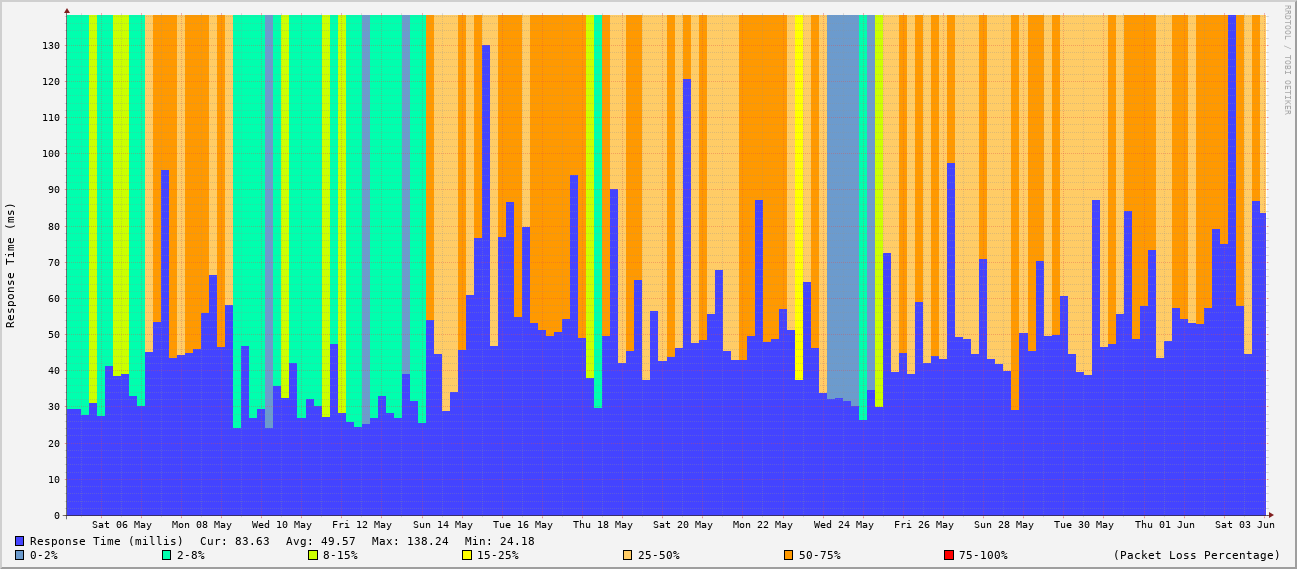 RRDTOOL / TOBI OETIKER
Response Time (ms)
130
120
110
100
90
80
70
60
50
40
30
20
10
0
Sat 06 May Mon 08 May Wed 10 May Fri 12 May Sun 14 May Tue 16 May Thu 18 May Sat 20 May Mon 22 May Wed 24 May Fri 26 May Sun 28 May Tue 30 May Thu 01 Jun Sat 03 Jun
Response Time (millis) Cur: 83.63 Avg: 49.57 Max: 138.24 Min: 24.18
0-2% 2-8% 8-15% 15-25% 25-50% 50-75% 75-100% (Packet Loss Percentage)